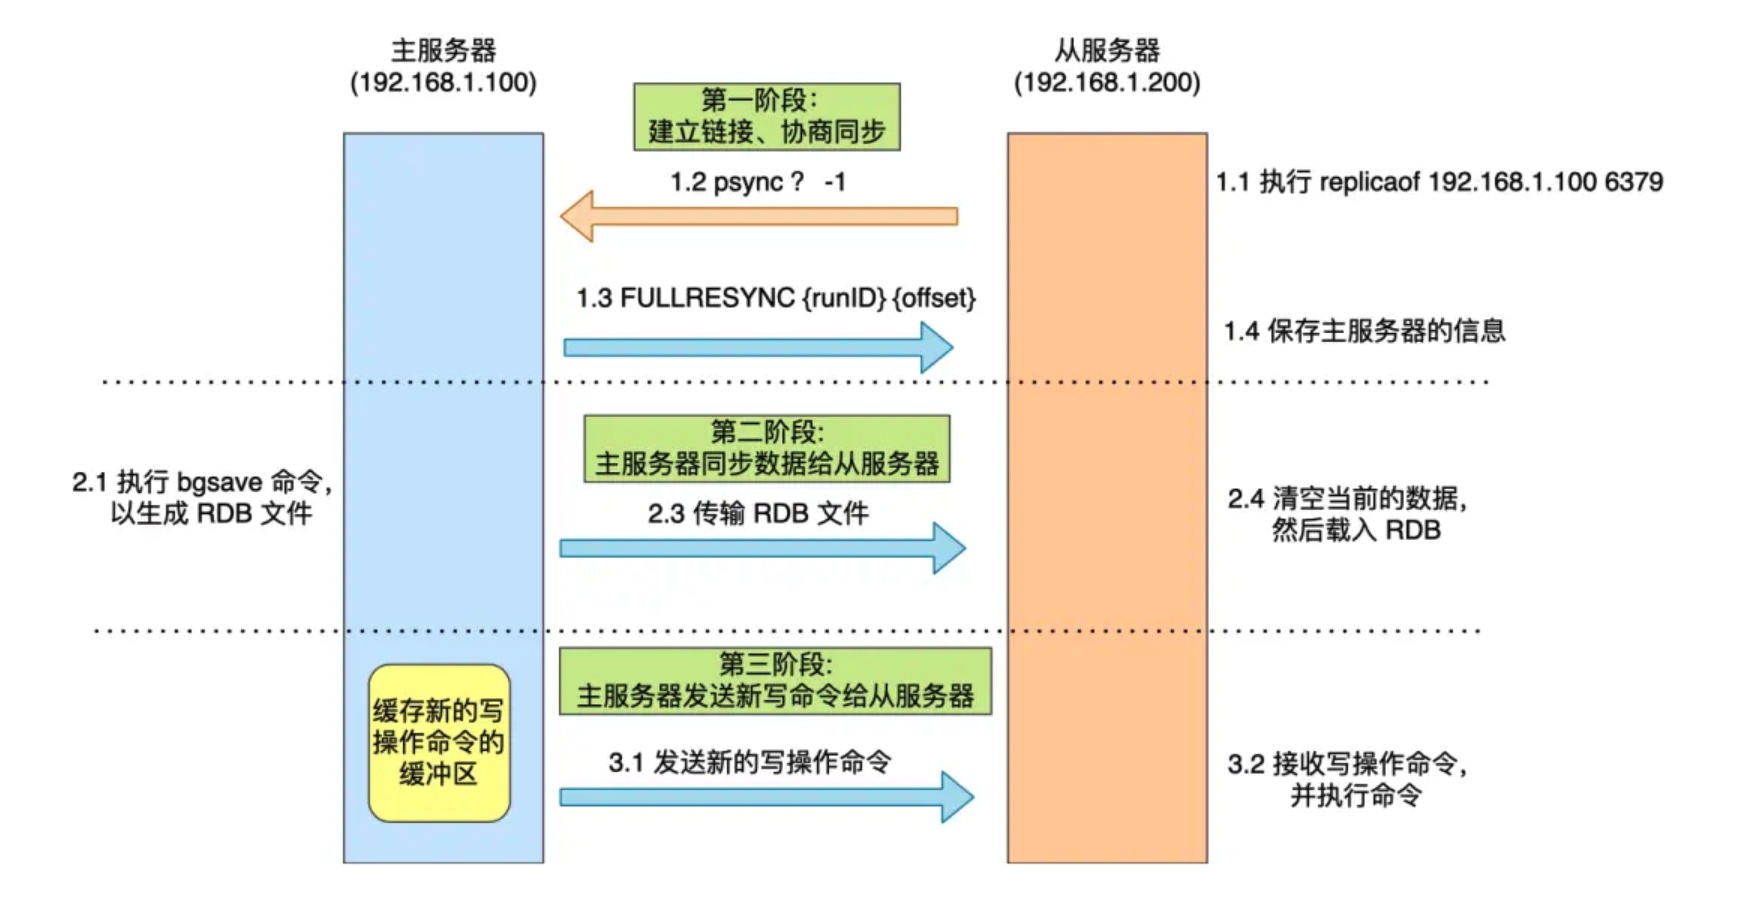 主服务器
(192.168.1.100)
从服务器
(192.168.1.200)
第一阶段：
建立链接、协商同步
1.1 执行 replicaof 192.168.1.100 6379
1.2 psync ？ -1
1.3 FULLRESYNC {runID} {offset}
1.4 保存主服务器的信息
第二阶段:
主服务器同步数据给从服务器
2.1 执行 bgsave 命令，
以生成 RDB 文件
2.3 传输 RDB 文件
2.4 清空当前的数据，
然后载入 RDB
第三阶段:
主服务器发送新写命令给从服务器
缓存新的写
操作命令的
缓冲区
3.1 发送新的写操作命令
3.2 接收写操作命令，
并执行命令